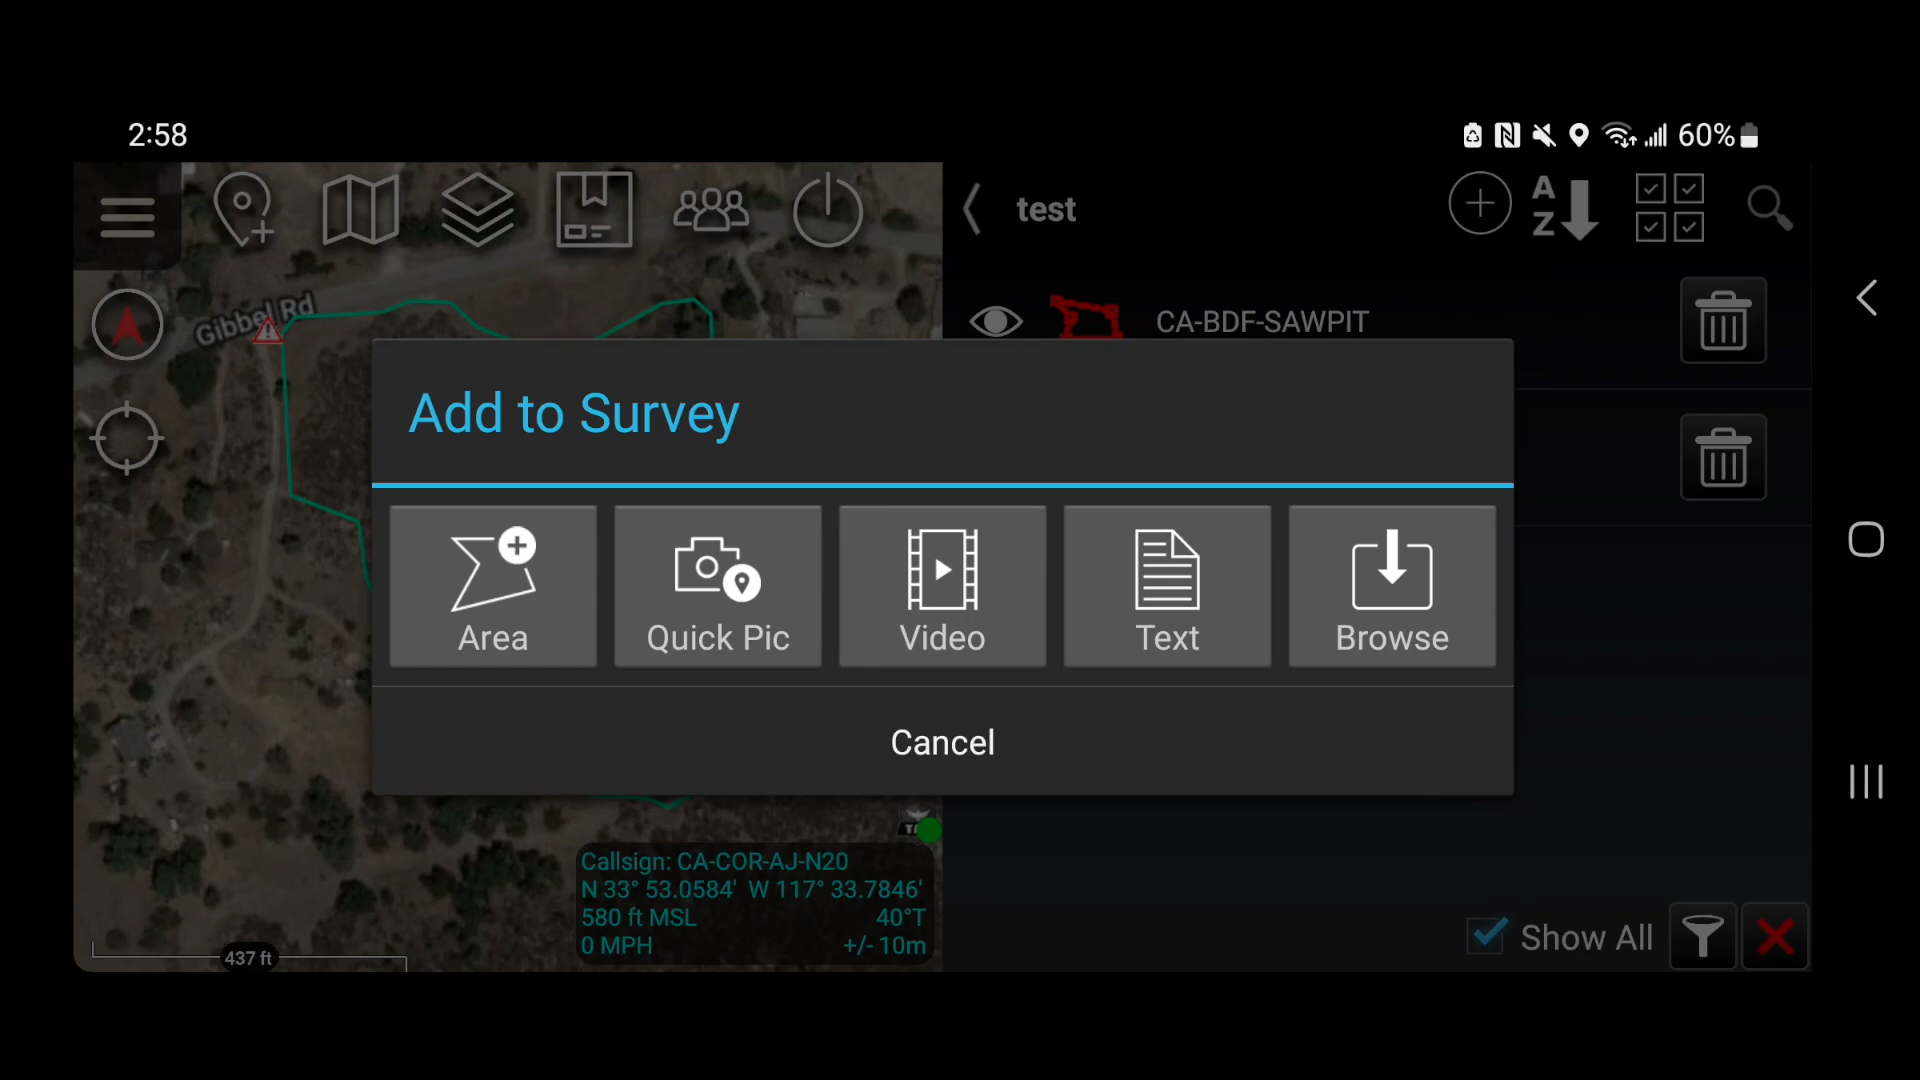 2:58
60%
test
A
Z
Gibbel Rd
CA-BDF-SAWPIT
Add to Survey
Area
Quick Pic
Video
Text
Browse
Cancel
Callsign: CA-COR-AJ-N20
N 33° 53.0584' W 117° 33.7846'
580 ft MSL 40°T
0 MPH +/- 10m
437 ft
Show All